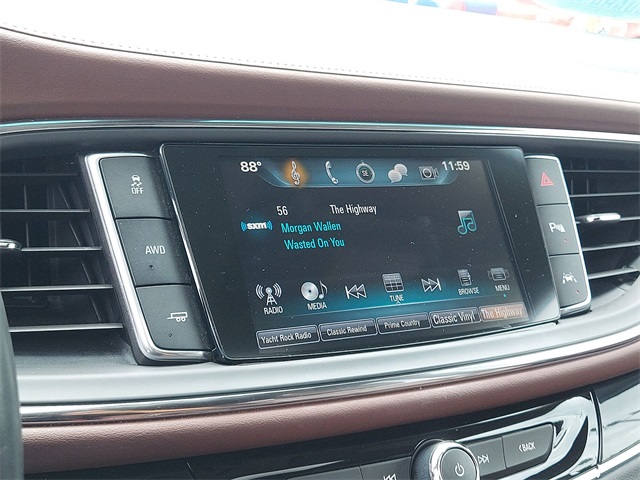 88° SE 11:59
OFF
56 The Highway
sxm Morgan Wallen
Wasted On You
AWD
P
RADIO MEDIA TUNE BROWSE MENU
Yacht Rock Radio Classic Rewind Prime Country Classic Vinyl The Highway
BACK